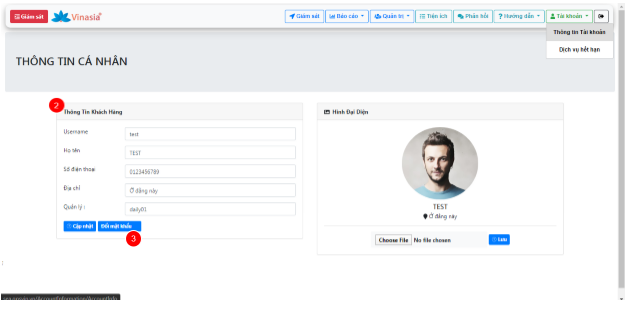 Giám sát
Vinasia
Giám sát Báo cáo Quản trị Tiện ích Phản hồi Hướng dẫn Tài khoản
Thông tin Tài khoản
Dịch vụ hết hạn
THÔNG TIN CÁ NHÂN
2
Thông Tin Khách Hàng
Hình Đại Diện
Username test
Họ tên TEST
Số điện thoại 0123456789
Địa chỉ Ở đằng này
Quản lý : daily01
Cập nhật Đổi mật khẩu
3
TEST
Ở đằng này
Choose File No file chosen Lưu